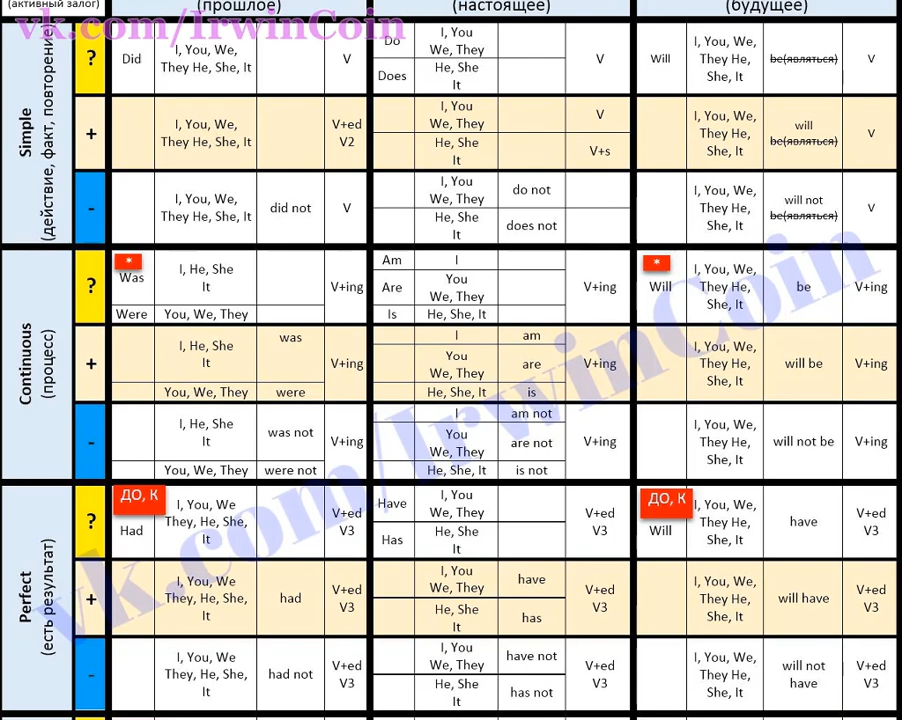 (активный залог)
(прошлое)
(настоящее)
(будущее)
vk.com/IrwinCoin
Simple
(действие, факт, повторение)
?
Did
I, You, We,
They He, She, It
V
Do
I, You
We, They
Does
He, She
It
V
Will
I, You, We,
They He,
She, It
be(являться)
V
+
I, You, We,
They He, She, It
V+ed
V2
I, You
We, They
V
He, She
It
V+s
I, You, We,
They He,
She, It
will
be(являться)
V
-
I, You, We,
They He, She, It
did not
V
I, You
We, They
do not
He, She
It
does not
I, You, We,
They He,
She, It
will not
be(являться)
V
Continuous
(процесс)
?
*
Was
I, He, She
It
Were
You, We, They
V+ing
Am
I
Are
You
We, They
Is
He, She, It
V+ing
*
Will
I, You, We,
They He,
She, It
be
V+ing
+
I, He, She
It
was
You, We, They
were
V+ing
I
am
You
We, They
are
He, She, It
is
V+ing
I, You, We,
They He,
She, It
will be
V+ing
-
I, He, She
It
was not
You, We, They
were not
V+ing
I
am not
You
We, They
are not
He, She, It
is not
V+ing
I, You, We,
They He,
She, It
will not be
V+ing
Perfect
(есть результат)
?
ДО, К
Had
I, You, We
They, He, She,
It
V+ed
V3
Have
I, You
We, They
Has
He, She
It
V+ed
V3
ДО, К
Will
I, You, We,
They He,
She, It
have
V+ed
V3
+
I, You, We
They, He, She,
It
had
V+ed
V3
I, You
We, They
have
He, She
It
has
V+ed
V3
I, You, We,
They He,
She, It
will have
V+ed
V3
-
I, You, We
They, He, She,
It
had not
V+ed
V3
I, You
We, They
have not
He, She
It
has not
V+ed
V3
I, You, We,
They He,
She, It
will not
have
V+ed
V3
vk.com/IrwinCoin